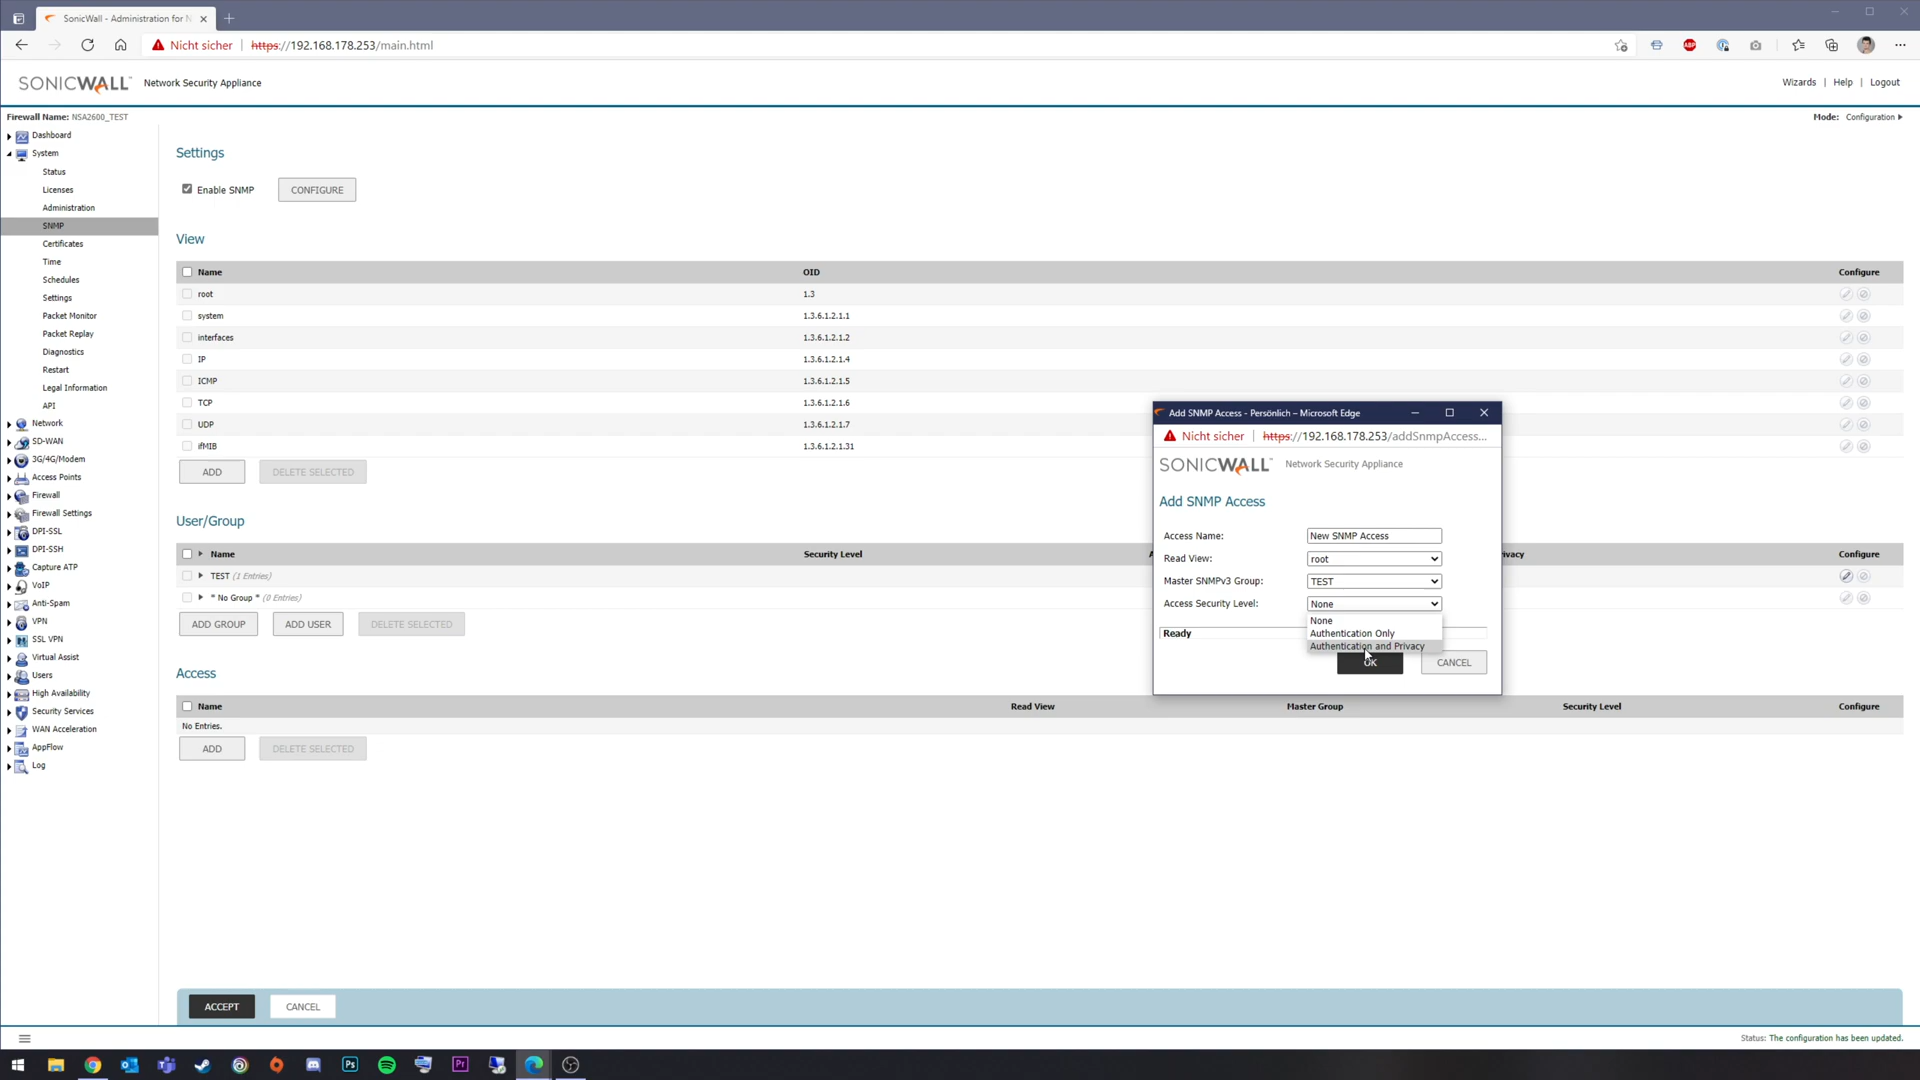 SonicWall - Administration for N
Nicht sicher https://192.168.178.253/main.html
ABP
SONICWALL Network Security Appliance
Wizards | Help | Logout
Firewall Name: NSA2600_TEST
Mode: Configuration
Dashboard
System
Status
Licenses
Administration
SNMP
Certificates
Time
Schedules
Settings
Packet Monitor
Packet Replay
Diagnostics
Restart
Legal Information
API
Network
SD-WAN
3G/4G/Modem
Access Points
Firewall
Firewall Settings
DPI-SSL
DPI-SSH
Capture ATP
VoIP
Anti-Spam
VPN
SSL VPN
Virtual Assist
Users
High Availability
Security Services
WAN Acceleration
AppFlow
Log
Settings
Enable SNMP CONFIGURE
View
Name OID Configure
root 1.3
system 1.3.6.1.2.1.1
interfaces 1.3.6.1.2.1.2
IP 1.3.6.1.2.1.4
ICMP 1.3.6.1.2.1.5
TCP 1.3.6.1.2.1.6
UDP 1.3.6.1.2.1.7
ifMIB 1.3.6.1.2.1.31
ADD DELETE SELECTED
User/Group
Name Security Level A ivacy Configure
TEST (1 Entries)
* No Group * (0 Entries)
ADD GROUP ADD USER DELETE SELECTED
Access
Name Read View Master Group Security Level Configure
No Entries.
ADD DELETE SELECTED
Add SNMP Access - Persönlich – Microsoft Edge
Nicht sicher https://192.168.178.253/addSnmpAccess...
SONICWALL Network Security Appliance
Add SNMP Access
Access Name: New SNMP Access
Read View: root
Master SNMPv3 Group: TEST
Access Security Level: None
None
Authentication Only
Authentication and Privacy
Ready
OK CANCEL
ACCEPT CANCEL
Status: The configuration has been updated.
Ps
Pr